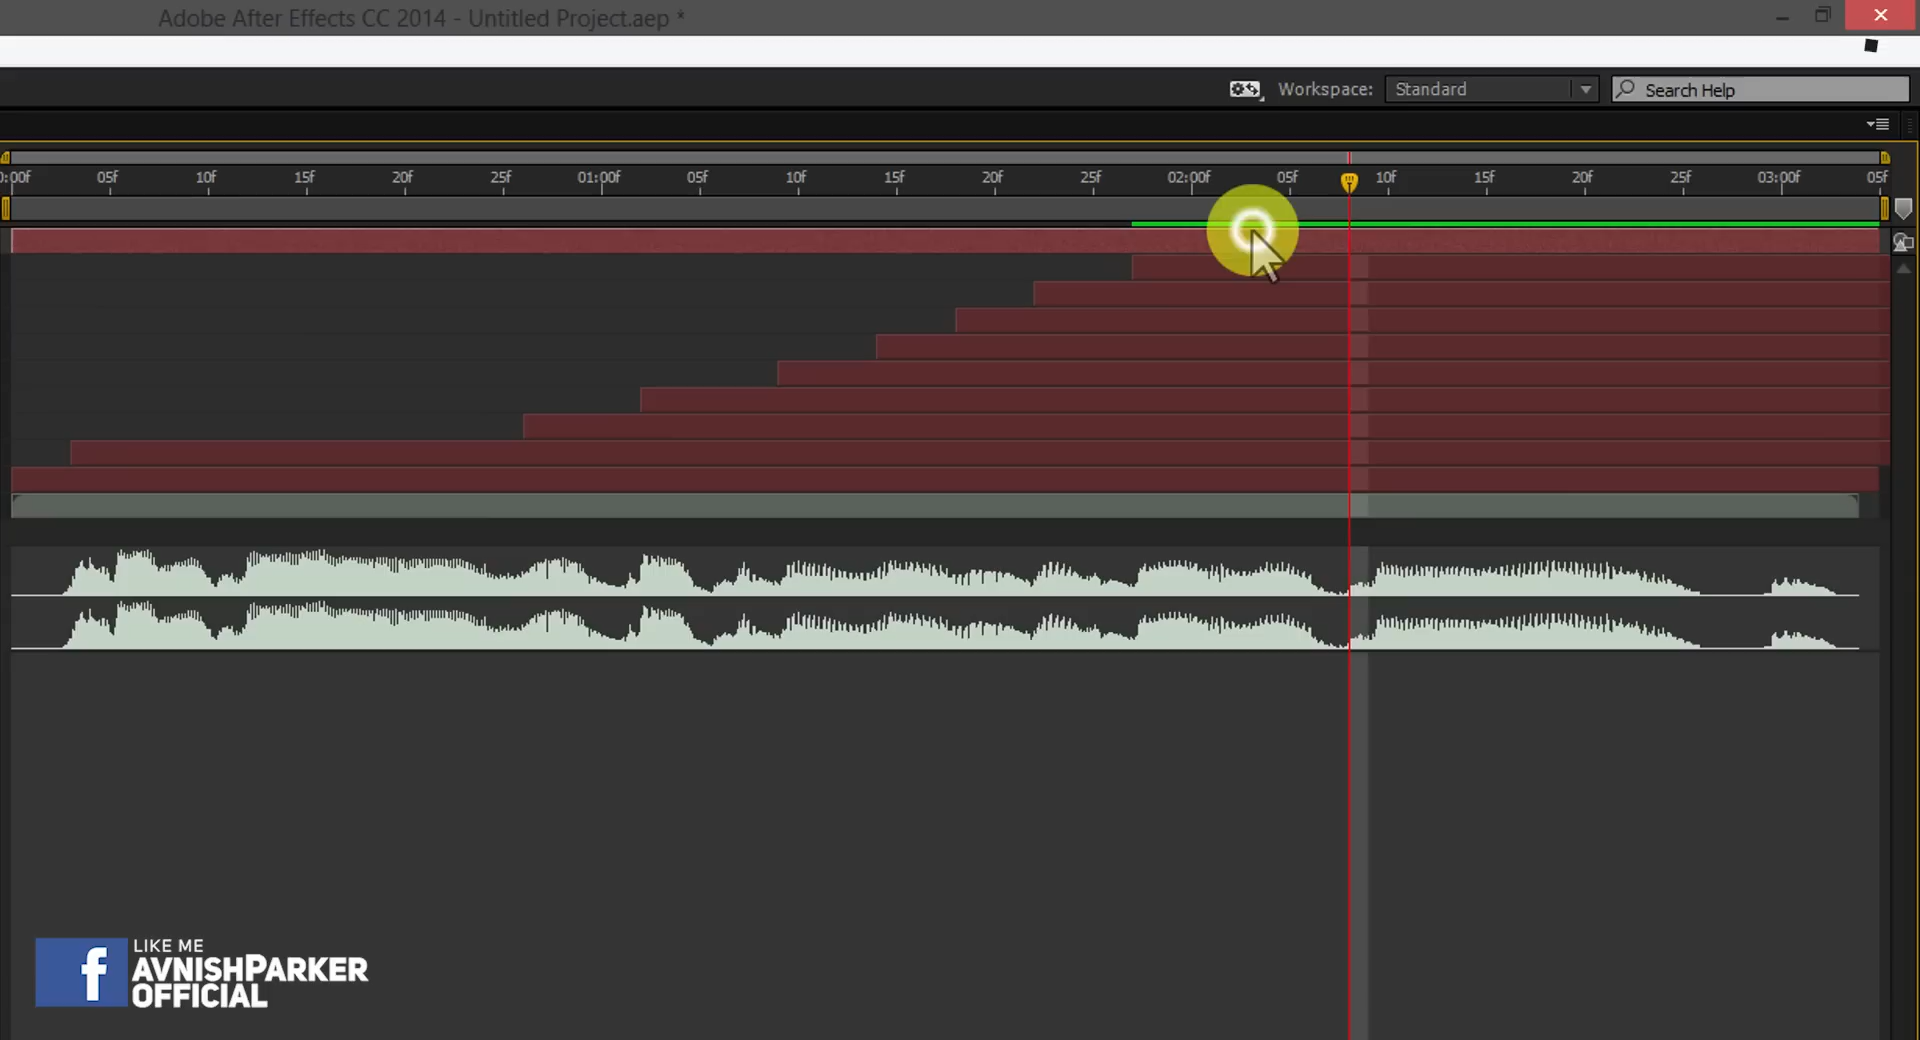 Adobe After Effects CC 2014 - Untitled Project.aep *
Workspace: Standard Search Help
0:00f 05f 10f 15f 20f 25f 01:00f 05f 10f 15f 20f 25f 02:00f 05f 10f 15f 20f 25f 03:00f 05f
LIKE ME
AVNISHPARKER
OFFICIAL
f